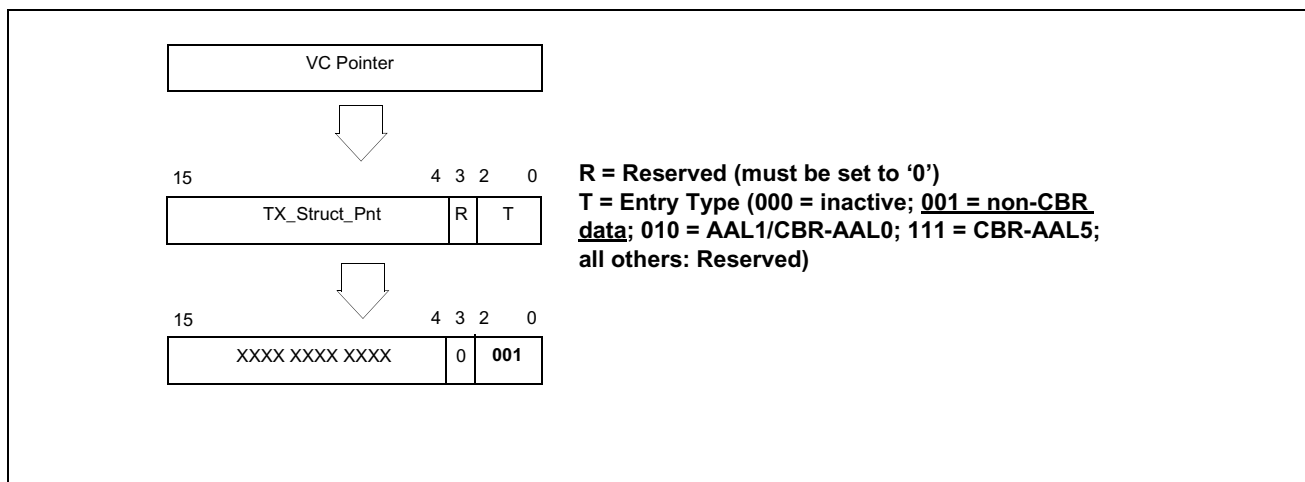 VC Pointer
15 4 3 2 0
TX_Struct_Pnt R T
15 4 3 2 0
XXXX XXXX XXXX 0 001
R = Reserved (must be set to ‘0’)
T = Entry Type (000 = inactive; 001 = non-CBR
data; 010 = AAL1/CBR-AAL0; 111 = CBR-AAL5;
all others: Reserved)